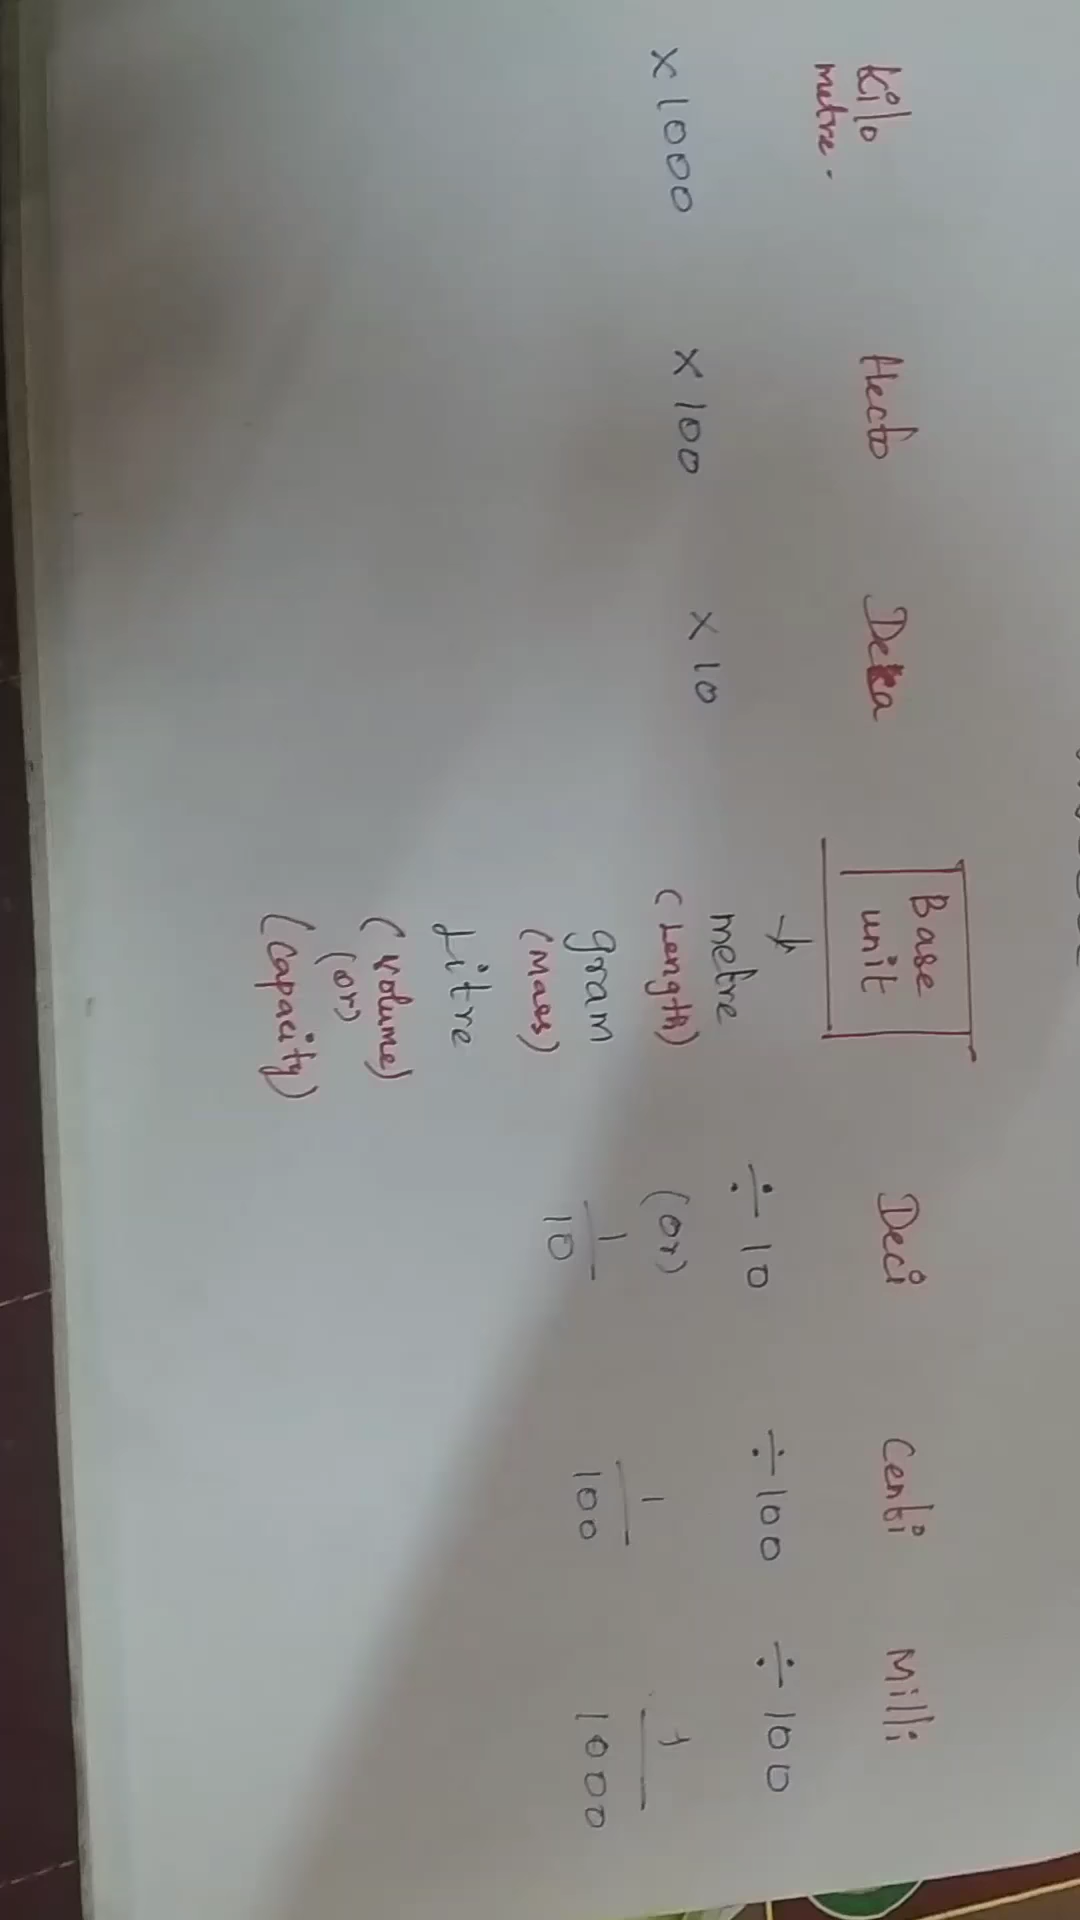 Kilo metre. Hecto Deka Base unit Deci Centi Milli
x 1000 x 100 x 10 ↓ ÷ 10 ÷ 100 ÷ 100
metre (or) 1/100 1/1000
(Length) 1/10
gram
(Mass)
Litre
(volume)
(or)
(capacity)